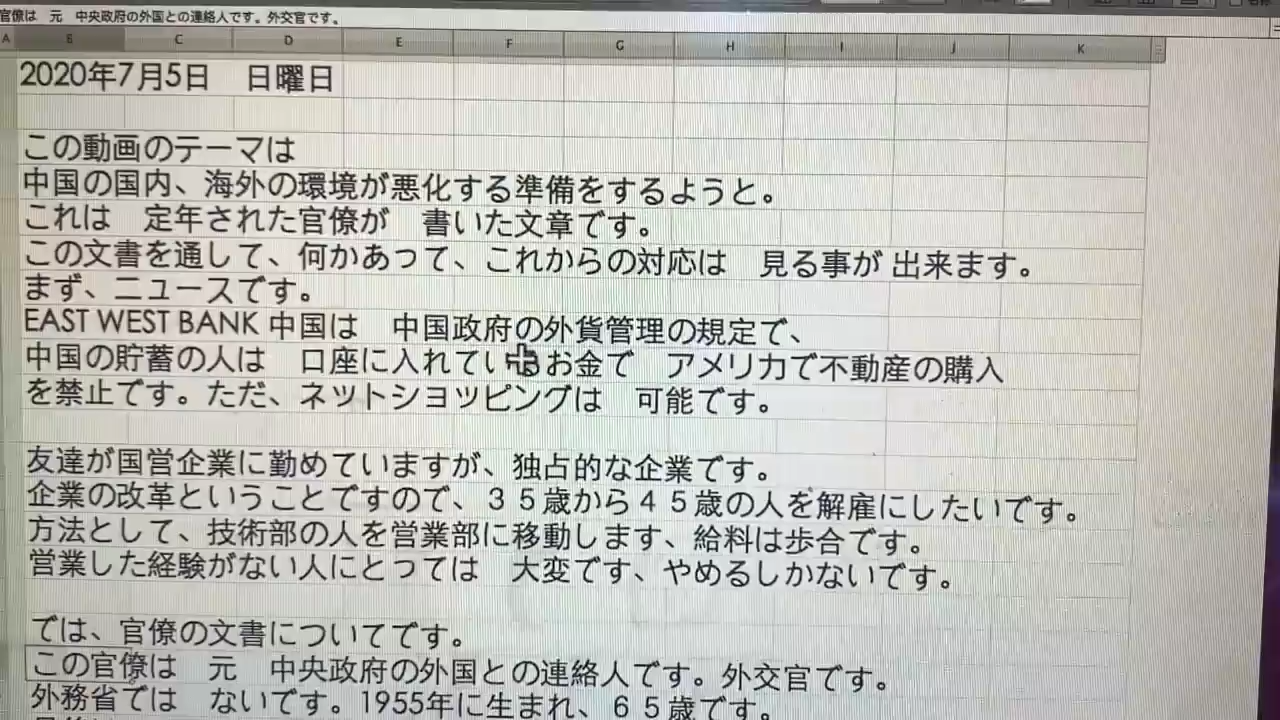 官僚は　元　中央政府の外国との連絡人です。外交官です。
A B C D E F G H I J K
2020年7月5日　日曜日
この動画のテーマは
中国の国内、海外の環境が悪化する準備をするようと。
これは　定年された官僚が　書いた文章です。
この文書を通して、何かあって、これからの対応は　見る事が 出来ます。
まず、ニュースです。
EAST WEST BANK 中国は　中国政府の外貨管理の規定で、
中国の貯蓄の人は　口座に入れているお金で　アメリカで不動産の購入
を禁止です。ただ、ネットショッピングは　可能です。
友達が国営企業に勤めていますが、独占的な企業です。
企業の改革ということですので、３５歳から４５歳の人を解雇にしたいです。
方法として、技術部の人を営業部に移動します、給料は歩合です。
営業した経験がない人にとっては　大変です、やめるしかないです。
では、官僚の文書についてです。
この官僚は　元　中央政府の外国との連絡人です。外交官です。
外務省では　ないです。1955年に生まれ、６５歳です。